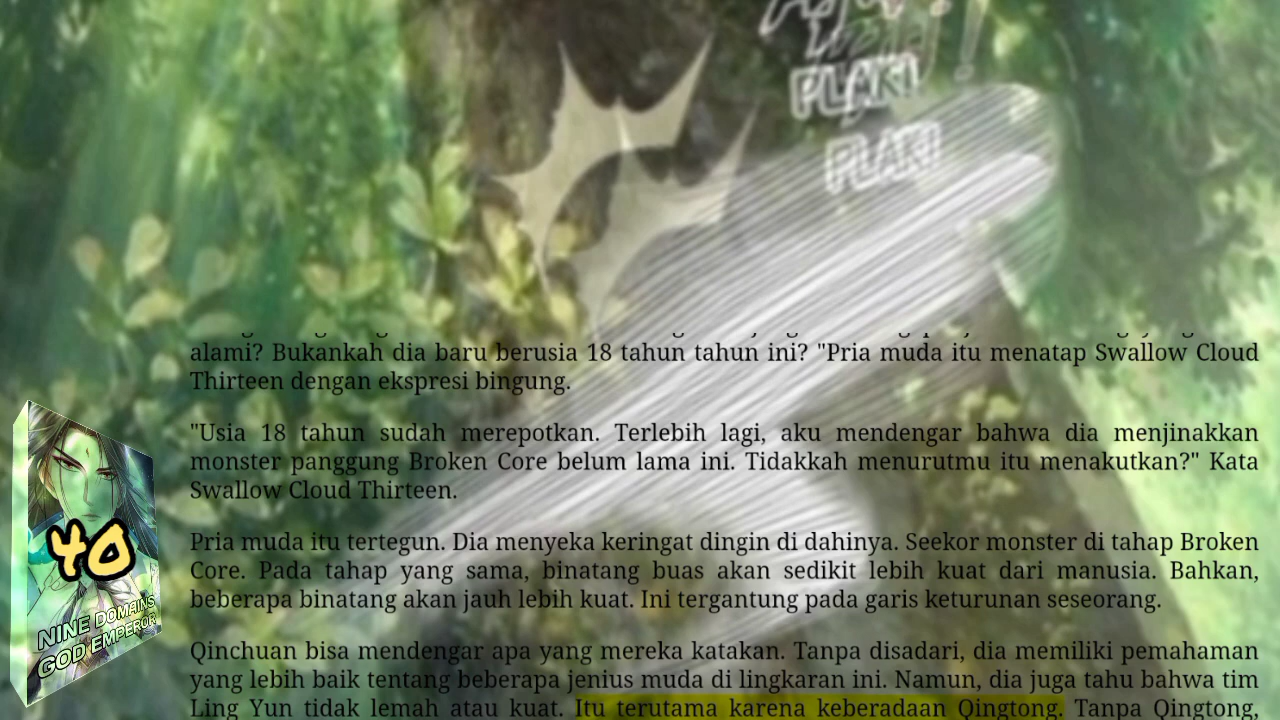 PLAK!
PLAK!
alami? Bukankah dia baru berusia 18 tahun tahun ini? "Pria muda itu menatap Swallow Cloud
Thirteen dengan ekspresi bingung.
"Usia 18 tahun sudah merepotkan. Terlebih lagi, aku mendengar bahwa dia menjinakkan
monster panggung Broken Core belum lama ini. Tidakkah menurutmu itu menakutkan?" Kata
Swallow Cloud Thirteen.
Pria muda itu tertegun. Dia menyeka keringat dingin di dahinya. Seekor monster di tahap Broken
Core. Pada tahap yang sama, binatang buas akan sedikit lebih kuat dari manusia. Bahkan,
beberapa binatang akan jauh lebih kuat. Ini tergantung pada garis keturunan seseorang.
Qinchuan bisa mendengar apa yang mereka katakan. Tanpa disadari, dia memiliki pemahaman
yang lebih baik tentang beberapa jenius muda di lingkaran ini. Namun, dia juga tahu bahwa tim
Ling Yun tidak lemah atau kuat. Itu terutama karena keberadaan Qingtong. Tanpa Qingtong,
40
NINE DOMAINS
GOD EMPEROR